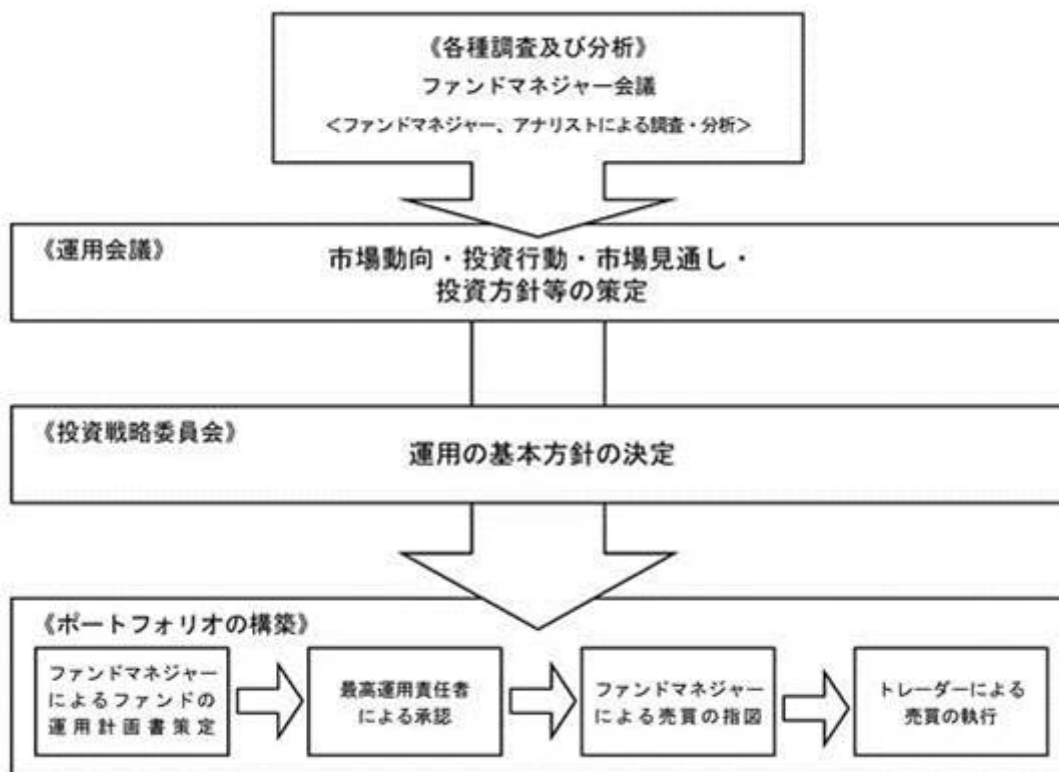 《各種調査及び分析》
ファンドマネジャー会議
<ファンドマネジャー、アナリストによる調査・分析>
《運用会議》
市場動向・投資行動・市場見通し・
投資方針等の策定
《投資戦略委員会》
運用の基本方針の決定
《ポートフォリオの構築》
ファンドマネジャー
によるファンドの
運用計画書策定
最高運用責任者
による承認
ファンドマネジャー
による売買の指図
トレーダーによる
売買の執行